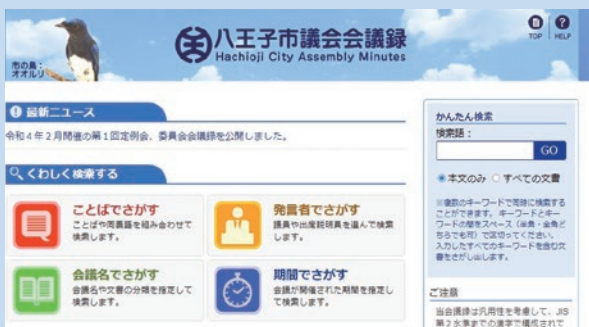 市の鳥：
オオルリ
八王子市議会会議録
Hachioji City Assembly Minutes
TOP
HELP
最新ニュース
令和4年2月開催の第1回定例会、委員会会議録を公開しました。
くわしく検索する
ことばでさがす
ことばや同義語を組み合わせて
検索します。
発言者でさがす
議員や出席説明員を選んで検索
します。
会議名でさがす
会議名や文書の分類を指定して
検索します。
期間でさがす
会議が開催された期間を指定し
て検索します。
かんたん検索
検索語：
GO
本文のみ すべての文書
※複数のキーワードで同時に検索する
ことができます。キーワードとキー
ワードの間をスペース（半角・全角ど
ちらでも可）で区切ってください。
入力したすべてのキーワードを含む文
書をさがし出します。
ご注意
当会議録は汎用性を考慮して、JIS
第2水準までの漢字で構成されて